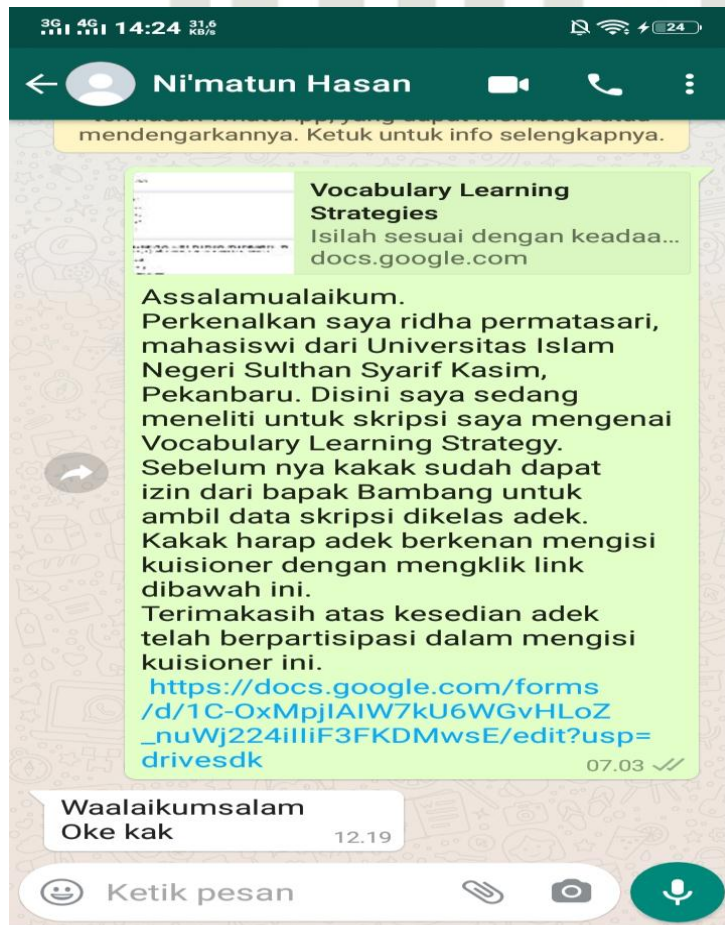 3G 4G 14:24 31,6 KB/s 24
Ni'matun Hasan
mendengarkannya. Ketuk untuk info selengkapnya.
Vocabulary Learning
Strategies
Isilah sesuai dengan keadaa...
docs.google.com
Assalamualaikum.
Perkenalkan saya ridha permatasari,
mahasiswi dari Universitas Islam
Negeri Sulthan Syarif Kasim,
Pekanbaru. Disini saya sedang
meneliti untuk skripsi saya mengenai
Vocabulary Learning Strategy.
Sebelum nya kakak sudah dapat
izin dari bapak Bambang untuk
ambil data skripsi dikelas adek.
Kakak harap adek berkenan mengisi
kuisioner dengan mengklik link
dibawah ini.
Terimakasih atas kesedian adek
telah berpartisipasi dalam mengisi
kuisioner ini.
https://docs.google.com/forms
/d/1C-OxMpjIAIW7kU6WGvHLoZ
_nuWj224iIIiF3FKDMwsE/edit?usp=
drivesdk
07.03
Waalaikumsalam
Oke kak
12.19
Ketik pesan